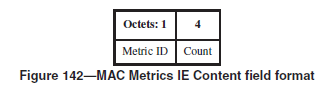 Octets: 1 4
Metric ID Count
Figure 142—MAC Metrics IE Content field format